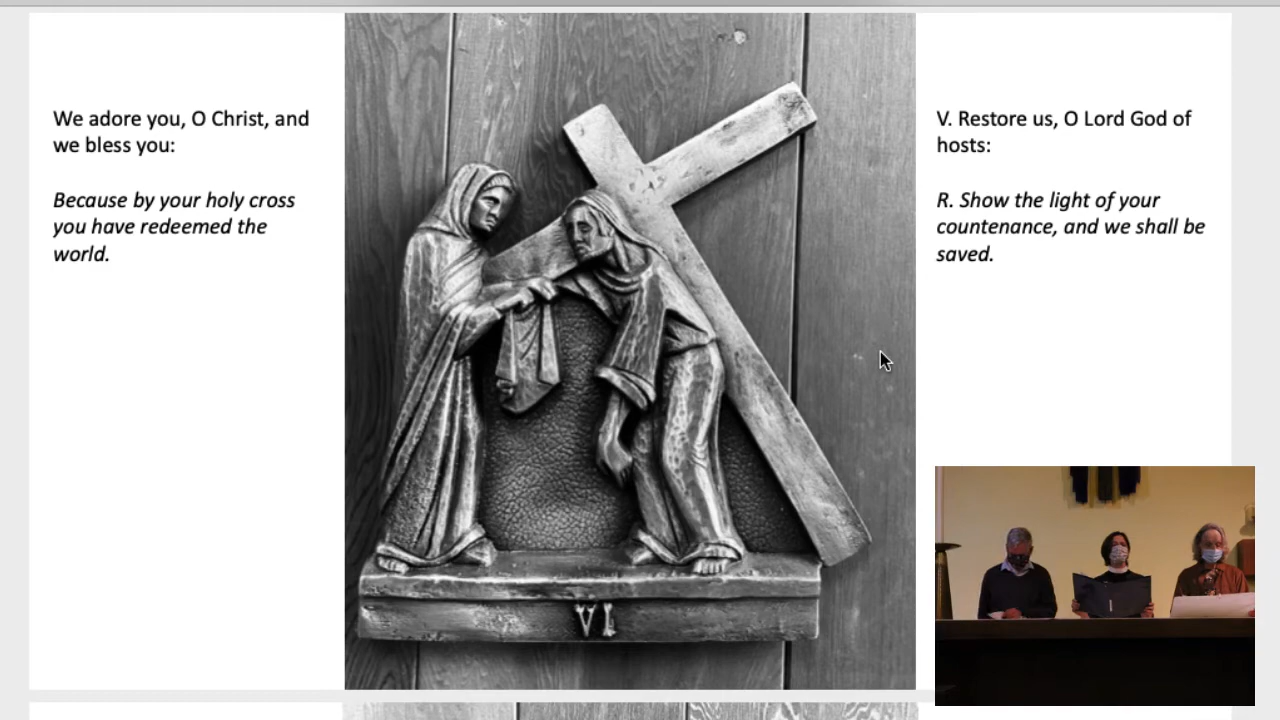 We adore you, O Christ, and
we bless you:
Because by your holy cross
you have redeemed the
world.
VI
V. Restore us, O Lord God of
hosts:
R. Show the light of your
countenance, and we shall be
saved.